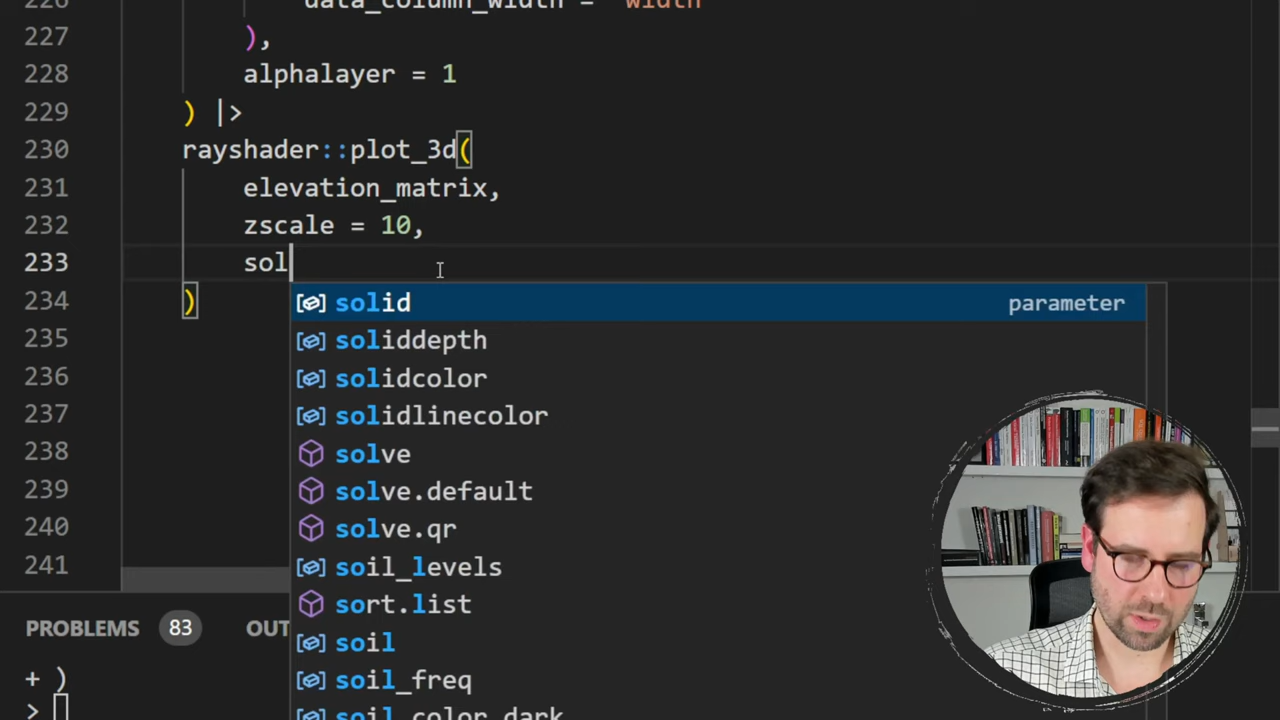 226 data_column_width = "width"
227 ),
228 alphalayer = 1
229 ) |>
230 rayshader::plot_3d(
231 elevation_matrix,
232 zscale = 10,
233 sol
solid parameter
234 )
235 soliddepth
236 solidcolor
237 solidlinecolor
238 solve
239 solve.default
240 solve.qr
241 soil_levels
sort.list
PROBLEMS 83 OUT
soil
+ )
soil_freq
>
soil_color_dark